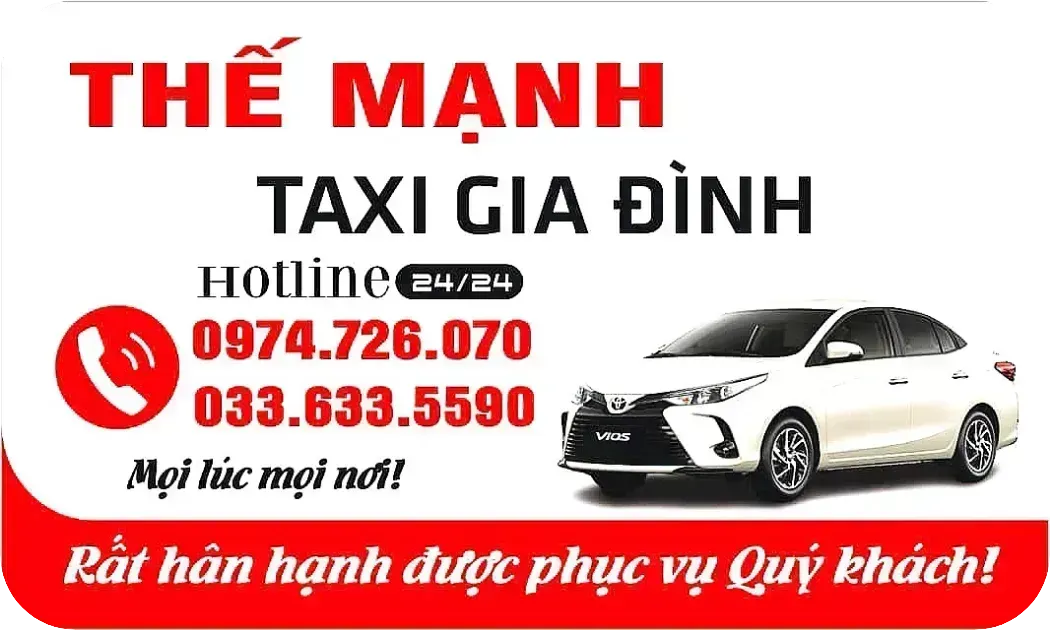 THẾ MẠNH
TAXI GIA ĐÌNH
Hotline 24/24
0974.726.070
033.633.5590
Mọi lúc mọi nơi!
VIOS
Rất hân hạnh được phục vụ Quý khách!